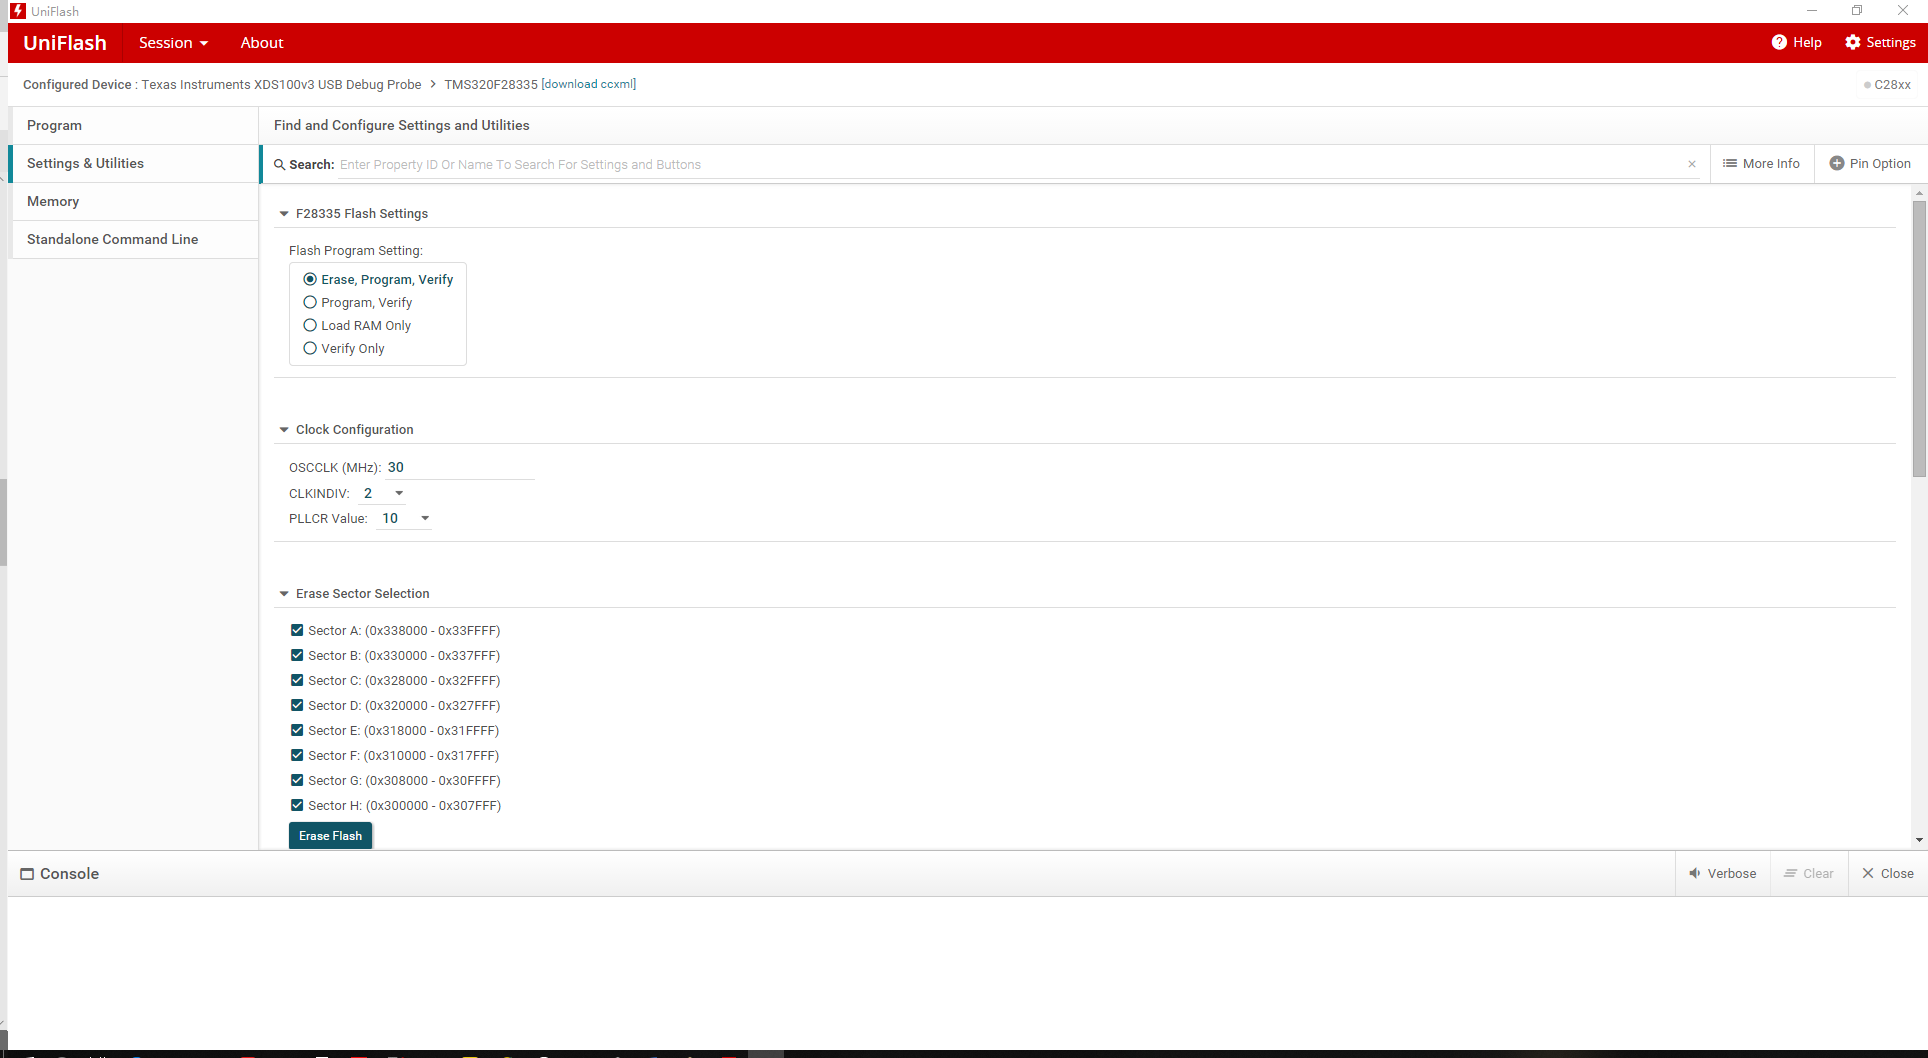 UniFlash
UniFlash Session About Help Settings
Configured Device : Texas Instruments XDS100v3 USB Debug Probe > TMS320F28335 [download ccxml] C28xx
Program
Settings & Utilities
Memory
Standalone Command Line
Find and Configure Settings and Utilities
Search: Enter Property ID Or Name To Search For Settings and Buttons × More Info Pin Option
F28335 Flash Settings
Flash Program Setting:
Erase, Program, Verify
Program, Verify
Load RAM Only
Verify Only
Clock Configuration
OSCCLK (MHz): 30
CLKINDIV: 2
PLLCR Value: 10
Erase Sector Selection
Sector A: (0x338000 - 0x33FFFF)
Sector B: (0x330000 - 0x337FFF)
Sector C: (0x328000 - 0x32FFFF)
Sector D: (0x320000 - 0x327FFF)
Sector E: (0x318000 - 0x31FFFF)
Sector F: (0x310000 - 0x317FFF)
Sector G: (0x308000 - 0x30FFFF)
Sector H: (0x300000 - 0x307FFF)
Erase Flash
Console Verbose Clear Close